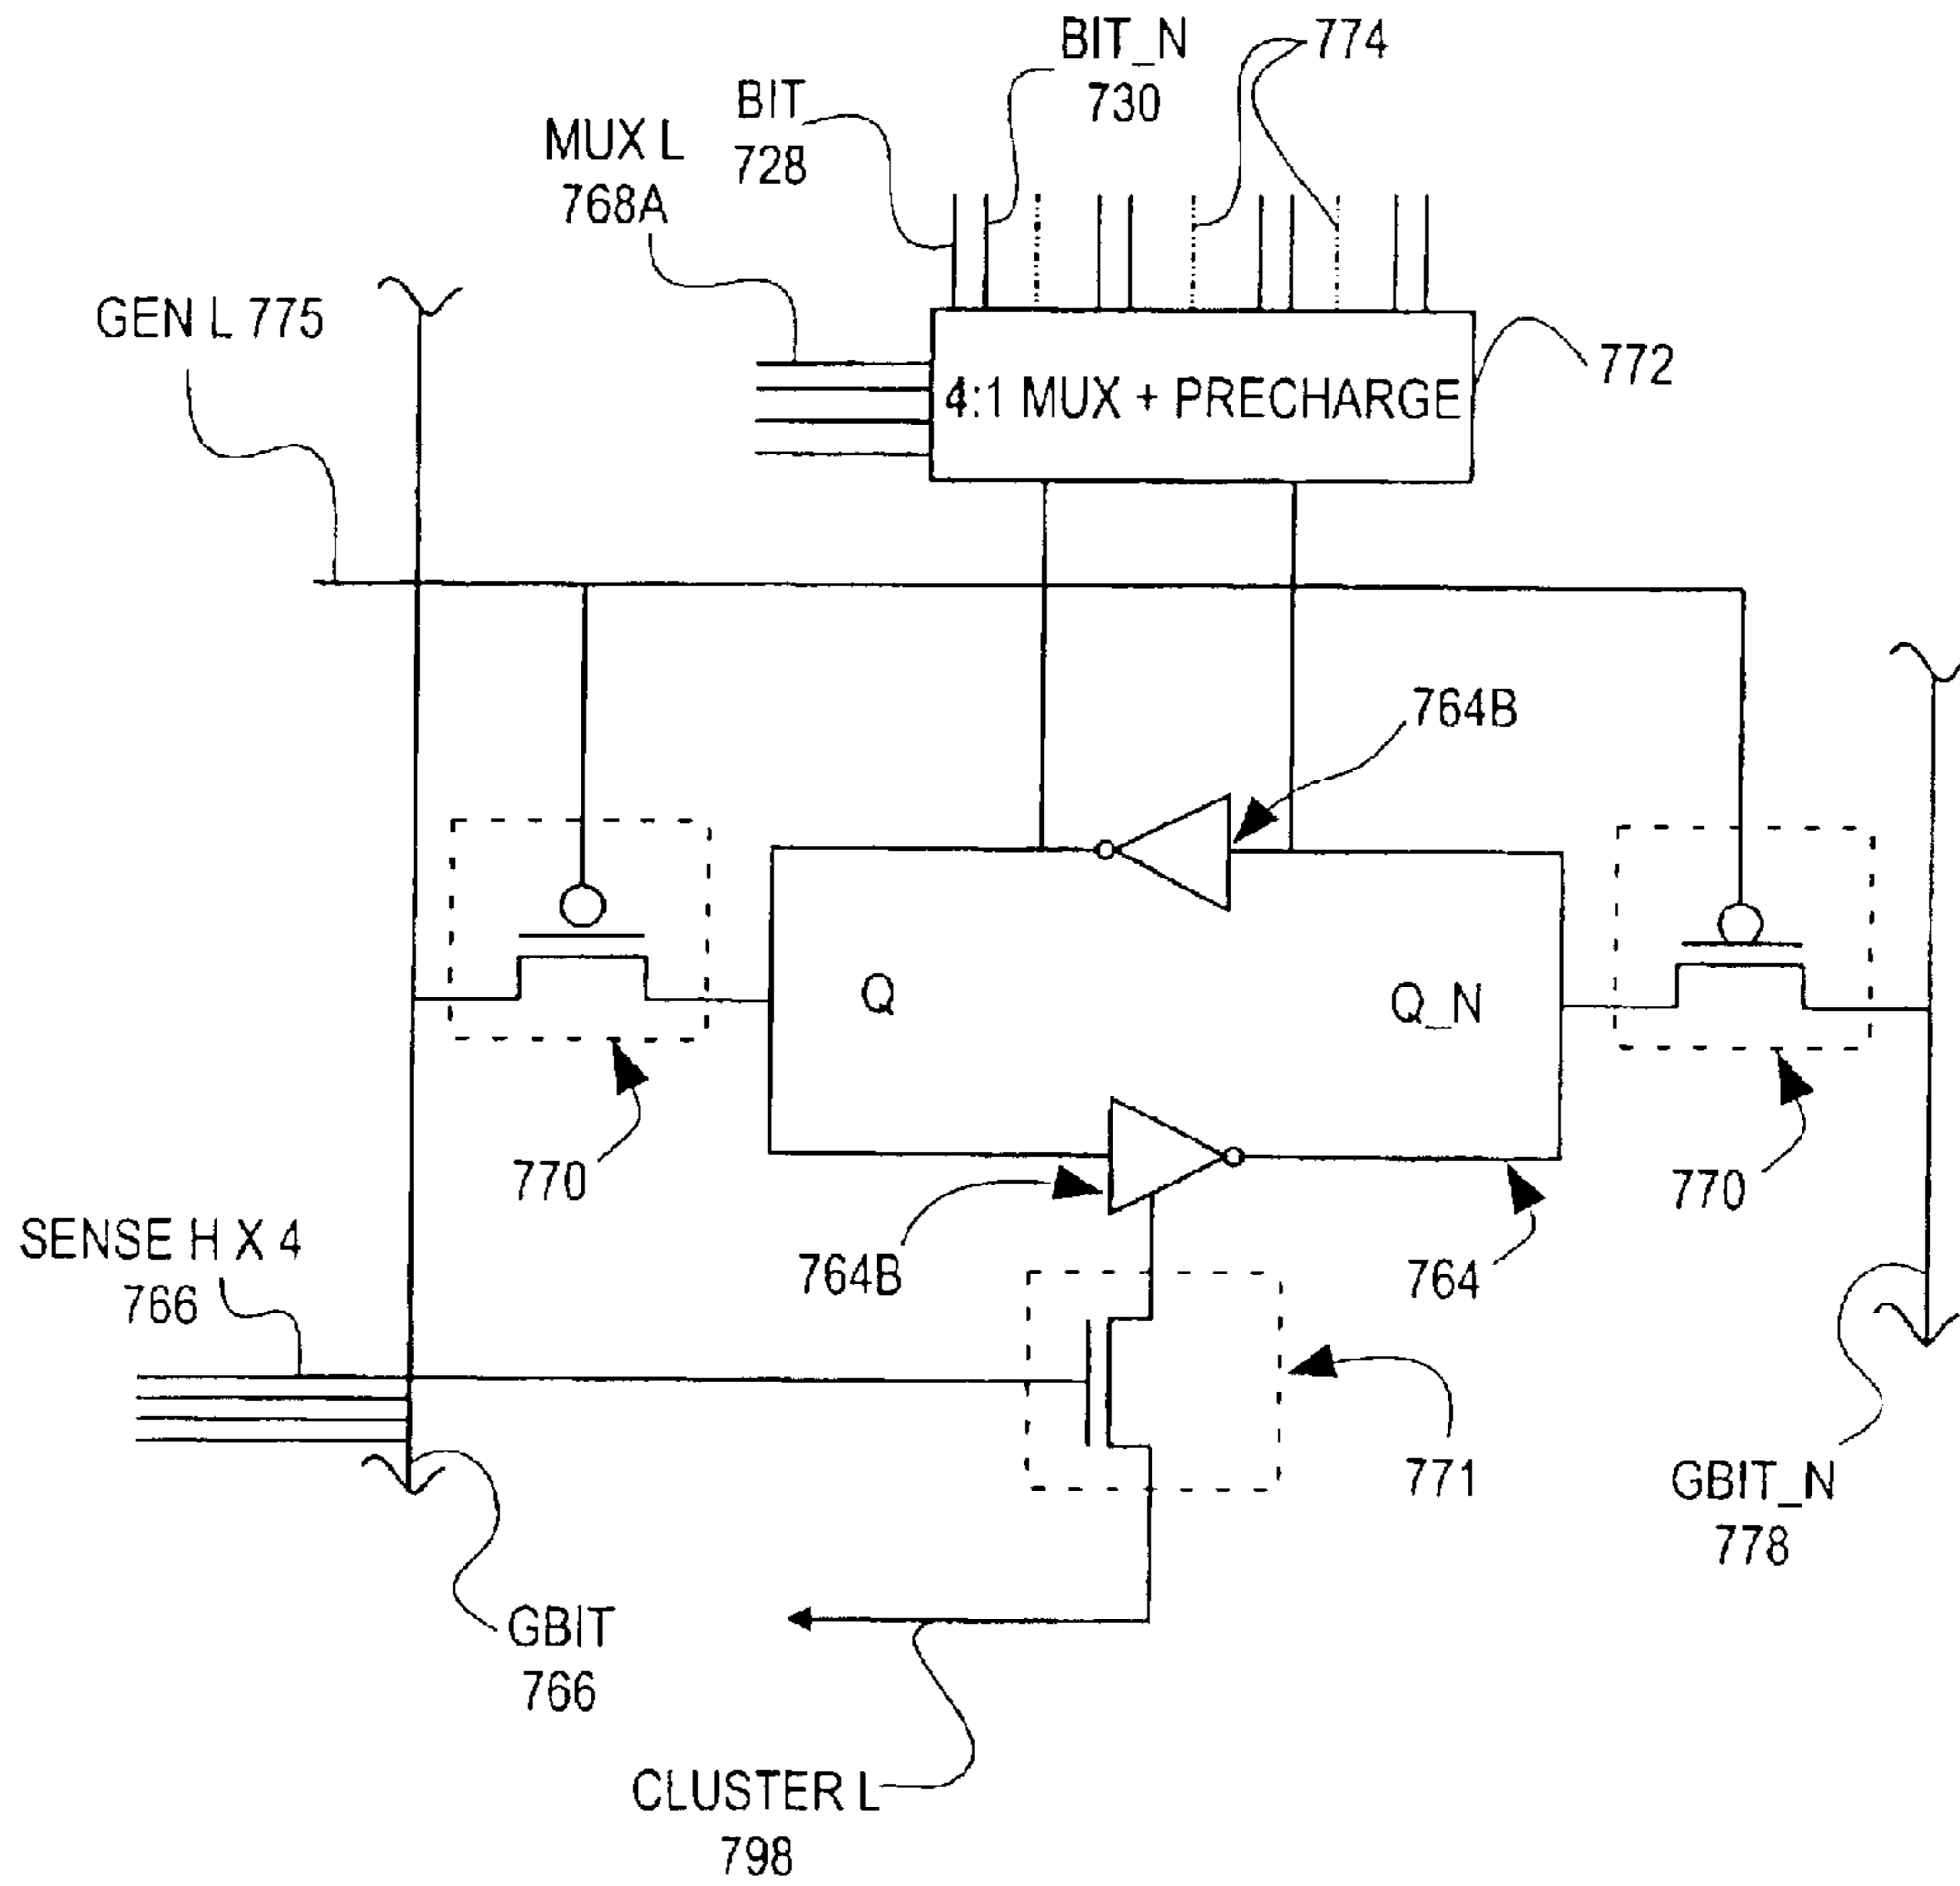 BIT_N
730
774
BIT
728
MUX L
768A
GEN L 775
772
4:1 MUX + PRECHARGE
764B
Q
Q_N
770
770
SENSE H X 4
766
764B
764
771
GBIT_N
778
GBIT
766
CLUSTER L
798